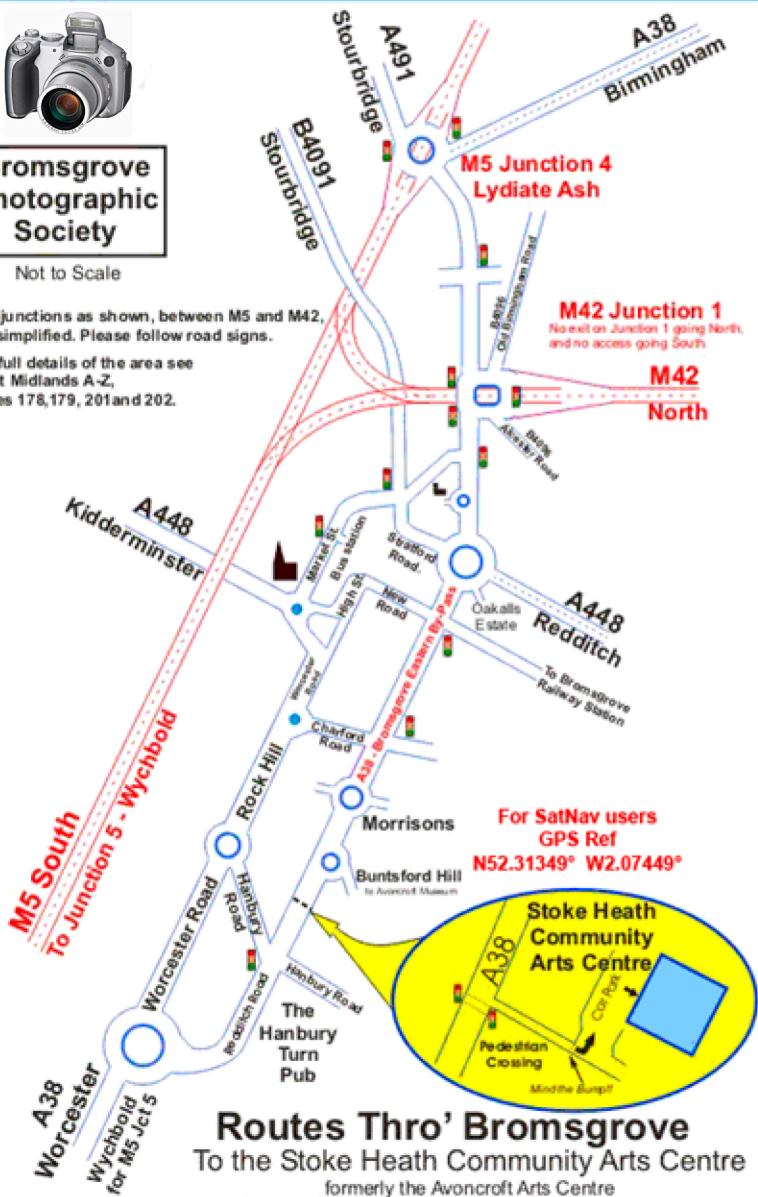 Stourbridge
A491
A38
Birmingham
B4091
Stourbridge
M5 Junction 4
Lydiate Ash
romsgrove
hotographic
Society
Not to Scale
junctions as shown, between M5 and M42,
simplified. Please follow road signs.
full details of the area see
t Midlands A-Z,
es 178,179, 201and 202.
B4096
Old Birmingham Road
M42 Junction 1
No exit on Junction 1 going North,
and no access going South.
M42
North
B4096
Alcester Road
A448
Kidderminster
Market St.
Bus station
High St.
Stratford
Road.
New
Road
Oakalls
Estate
A448
Redditch
To Bromsgrove
Railway Station
Worcester
Road
Charford
Road
A38 - Bromsgrove Eastern By-Pass
Rock Hill
Morrisons
M5 South
To Junction 5 - Wychbold
For SatNav users
GPS Ref
N52.31349° W2.07449°
Buntsford Hill
to Avoncroft Museum
Hanbury
Road
Worcester Road
Stoke Heath
Community
Arts Centre
A38
Car Park
Pedestrian
Crossing
Mind the Bump!!
Redditch Road
Hanbury Road
The
Hanbury
Turn
Pub
A38
Worcester
Wychbold
for M5 Jct 5
Routes Thro' Bromsgrove
To the Stoke Heath Community Arts Centre
formerly the Avoncroft Arts Centre